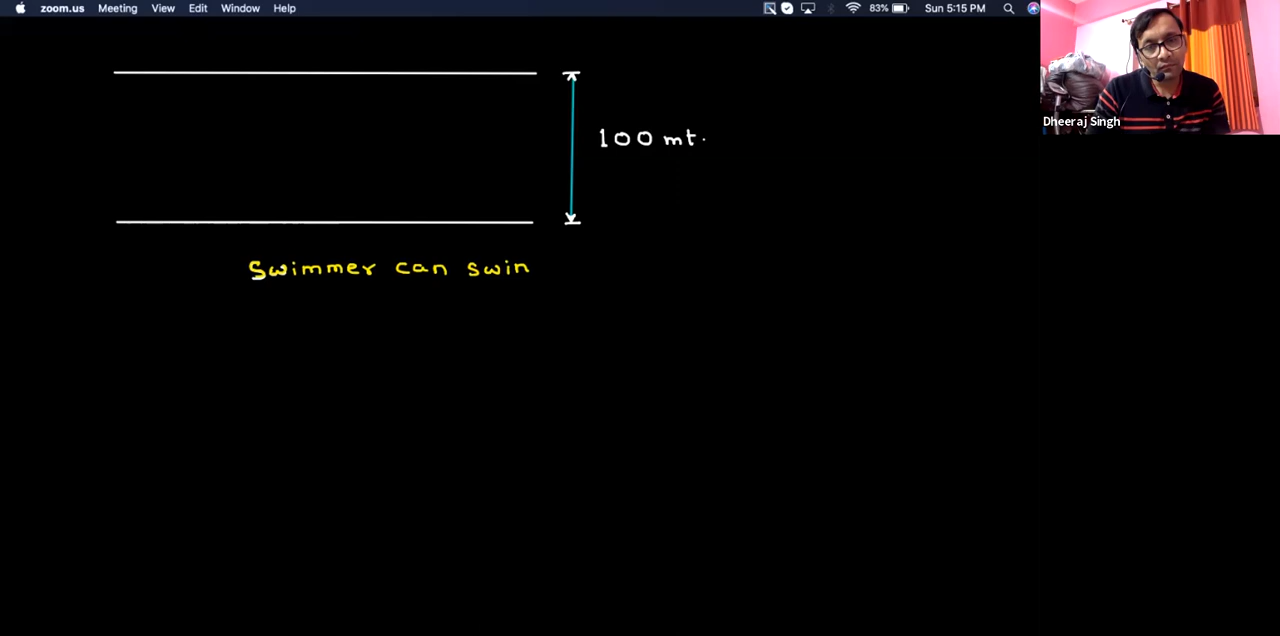 zoom.us Meeting View Edit Window Help 83% Sun 5:15 PM
Dheeraj Singh
100 mt.
Swimmer can swin